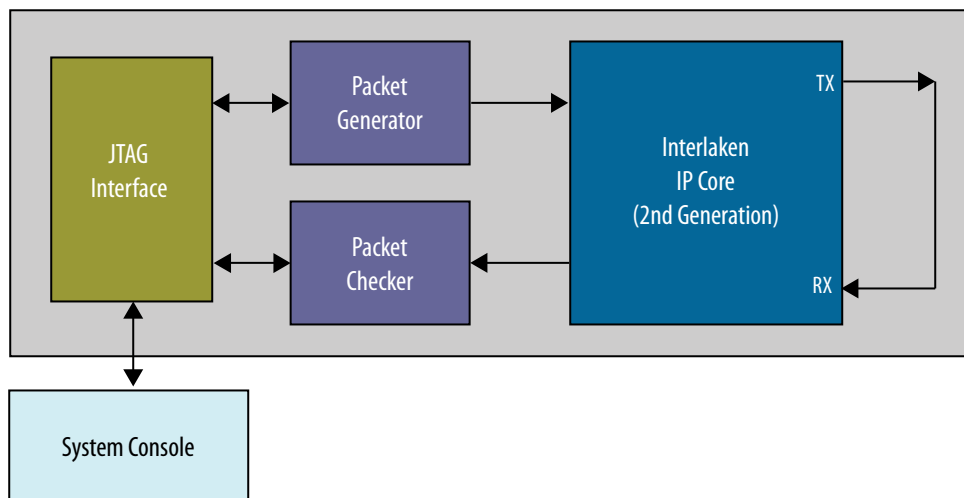 JTAG
Interface
Packet
Generator
Packet
Checker
Interlaken
IP Core
(2nd Generation)
TX
RX
System Console